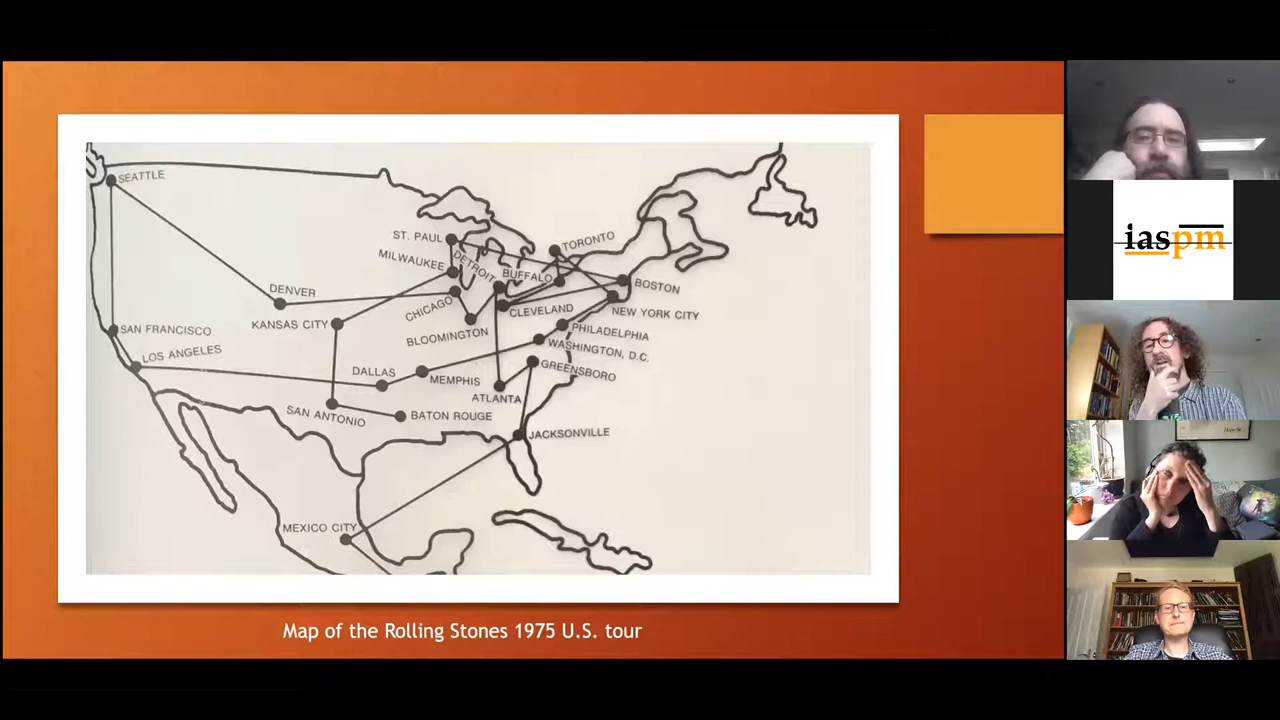 SEATTLE
ST. PAUL
TORONTO
MILWAUKEE
DETROIT
BUFFALO
BOSTON
DENVER
CHICAGO
CLEVELAND
NEW YORK CITY
KANSAS CITY
BLOOMINGTON
PHILADELPHIA
SAN FRANCISCO
WASHINGTON, D.C.
LOS ANGELES
DALLAS
MEMPHIS
GREENSBORO
ATLANTA
SAN ANTONIO
BATON ROUGE
JACKSONVILLE
MEXICO CITY
Map of the Rolling Stones 1975 U.S. tour
iaspm